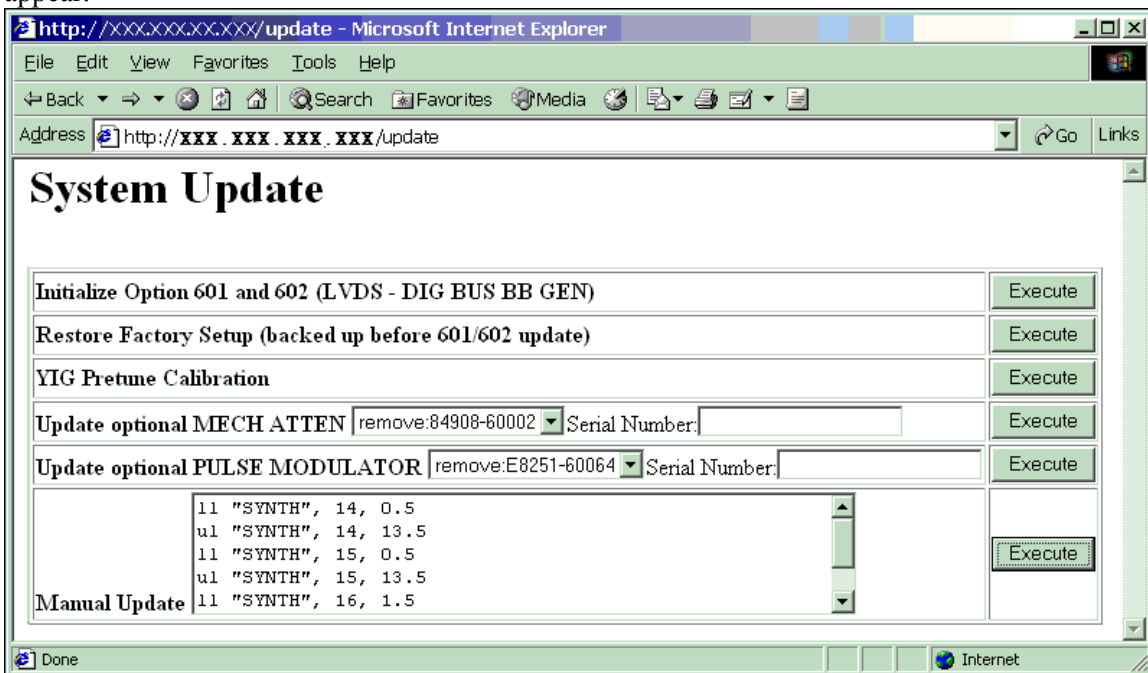 appear.
http://XXX.XXX.XX.XXX/update - Microsoft Internet Explorer
File Edit View Favorites Tools Help
Back Search Favorites Media
Address http://XXX.XXX.XXX.XXX/update Go Links
System Update
Initialize Option 601 and 602 (LVDS - DIG BUS BB GEN) Execute
Restore Factory Setup (backed up before 601/602 update) Execute
YIG Pretune Calibration Execute
Update optional MECH ATTEN remove:84908-60002 Serial Number: Execute
Update optional PULSE MODULATOR remove:E8251-60064 Serial Number: Execute
ll "SYNTH", 14, 0.5
ul "SYNTH", 14, 13.5
ll "SYNTH", 15, 0.5
ul "SYNTH", 15, 13.5
Manual Update ll "SYNTH", 16, 1.5
Execute
Done Internet